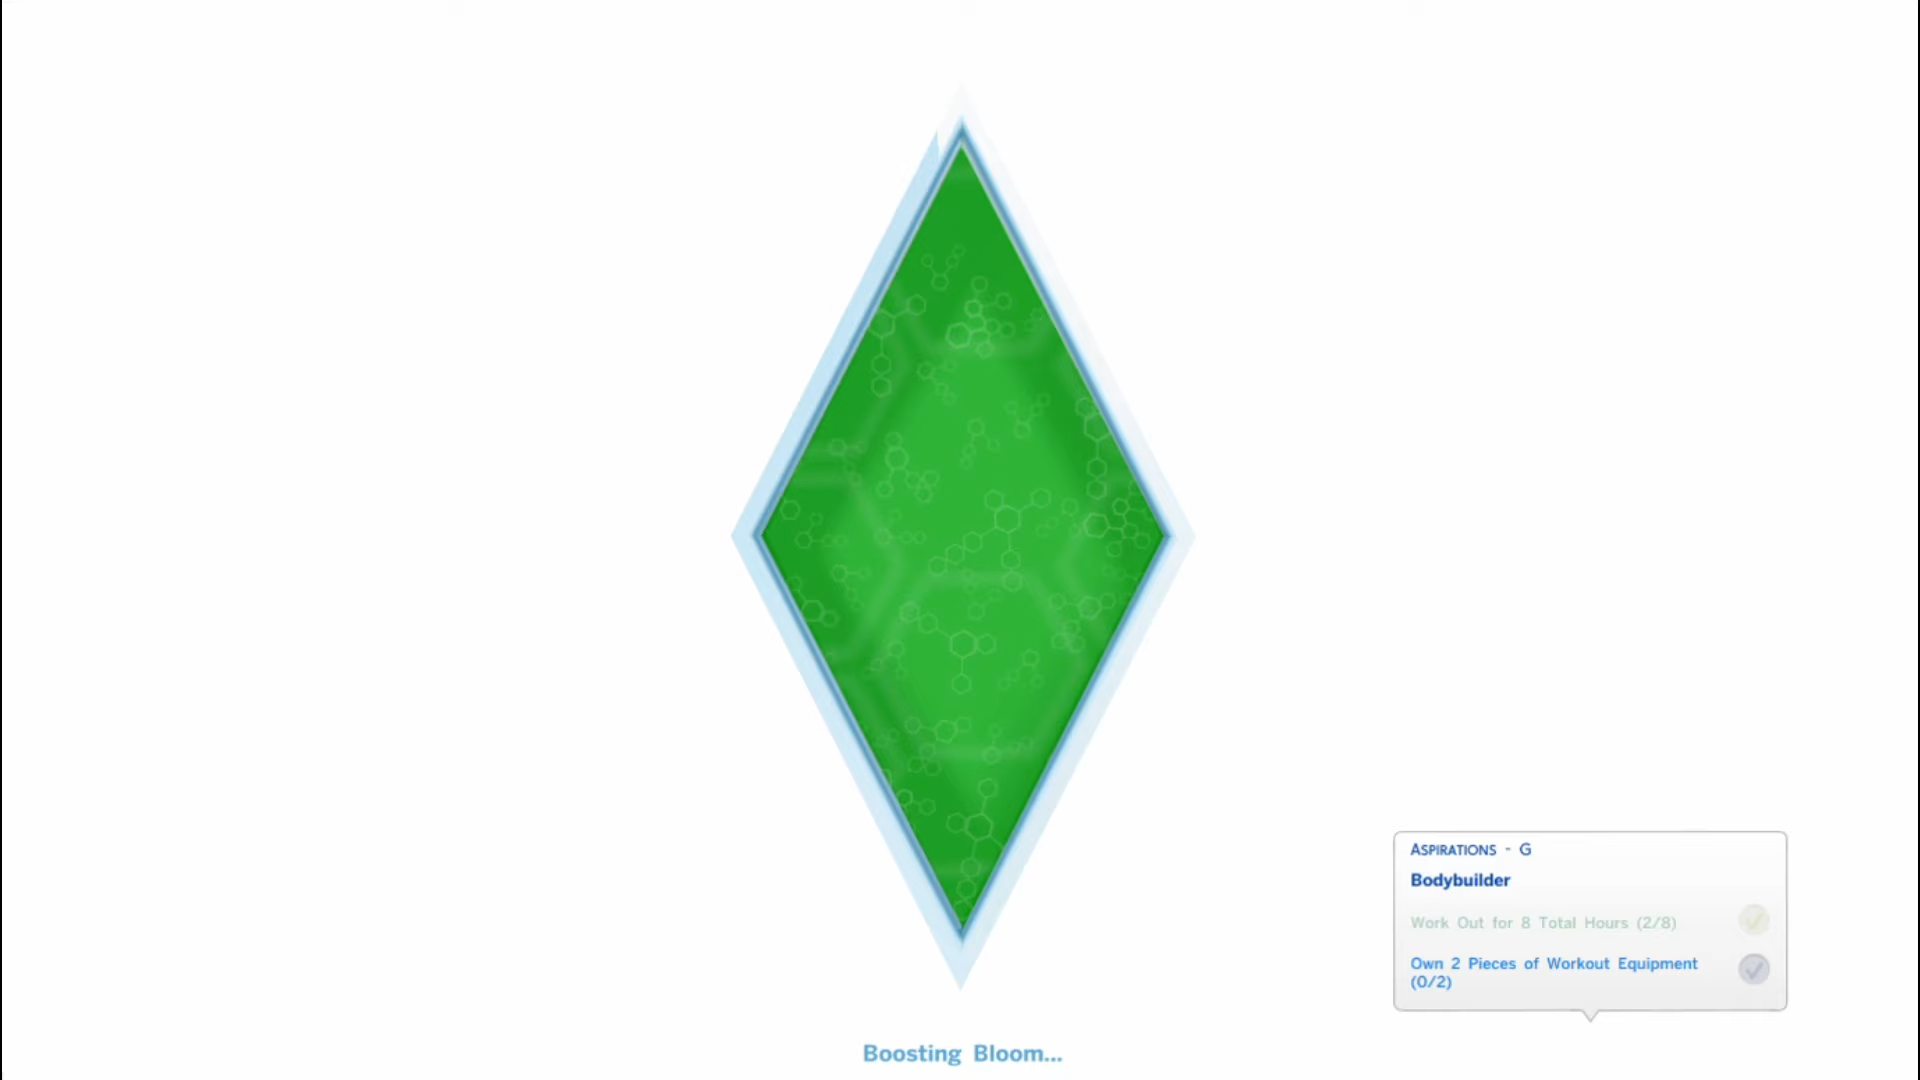 ASPIRATIONS - G
Bodybuilder
Work Out for 8 Total Hours (2/8)
Own 2 Pieces of Workout Equipment
(0/2)
Boosting Bloom...